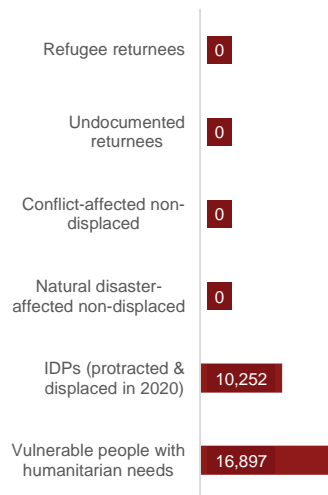 Refugee returnees
0
Undocumented
returnees
0
Conflict-affected non-
displaced
0
Natural disaster-
affected non-displaced
0
IDPs (protracted &
displaced in 2020)
10,252
Vulnerable people with
humanitarian needs
16,897